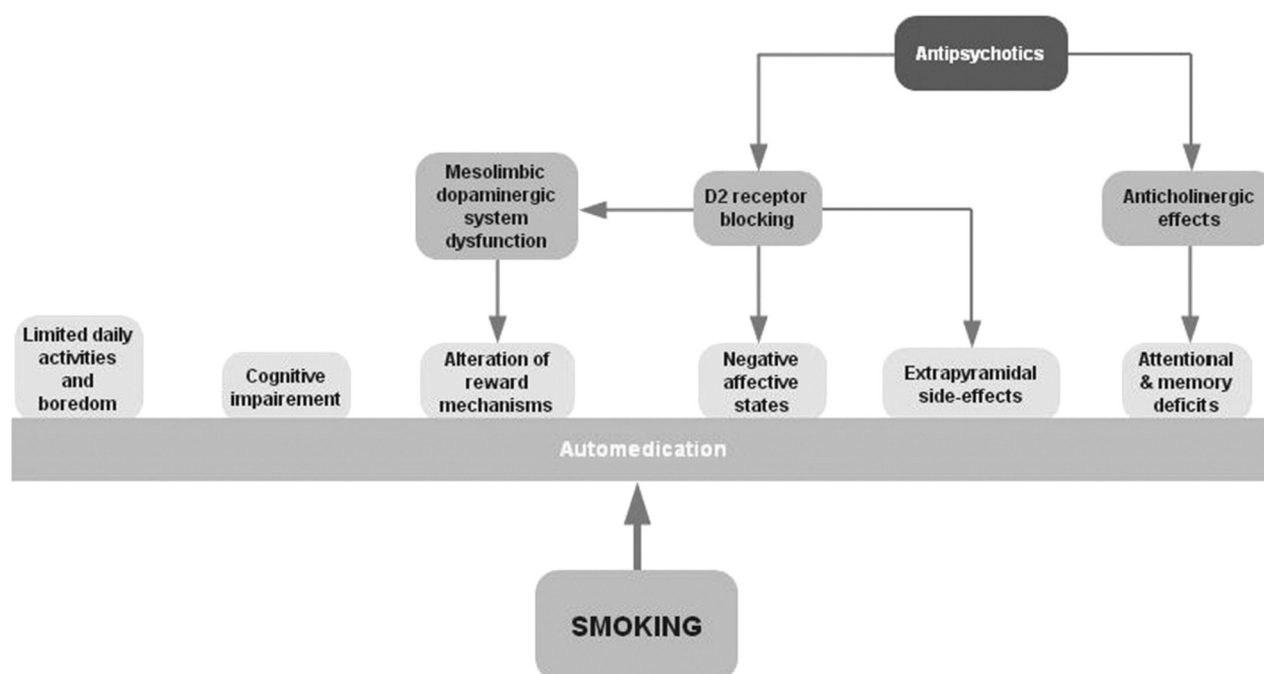 Antipsychotics
Mesolimbic
dopaminergic
system
dysfunction
D2 receptor
blocking
Anticholinergic
effects
Limited daily
activities
and
boredom
Cognitive
impairement
Alteration of
reward
mechanisms
Negative
affective
states
Extrapyramidal
side-effects
Attentional
& memory
deficits
Automedication
SMOKING